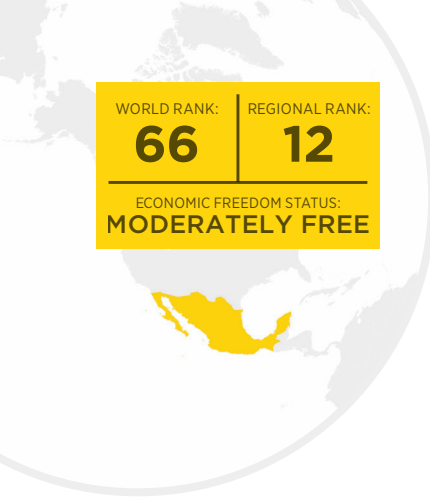 WORLD RANK:
66
REGIONAL RANK:
12
ECONOMIC FREEDOM STATUS:
MODERATELY FREE